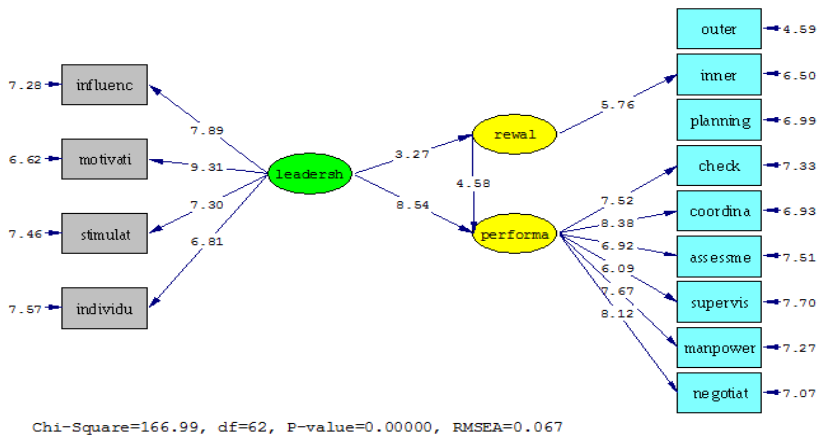 outer
4.59
7.28
influenc
inner
6.50
5.76
rewal
7.89
planning
6.99
3.27
6.62
motivati
9.31
check
7.33
leadersh
4.58
7.52
8.54
8.38
coordina
6.93
7.30
performa
7.46
stimulat
6.92
assessme
7.51
6.81
6.09
7.67
supervis
7.70
7.57
individu
8.12
manpower
7.27
negotiat
7.07
Chi-Square=166.99, df=62, P-value=0.00000, RMSEA=0.067